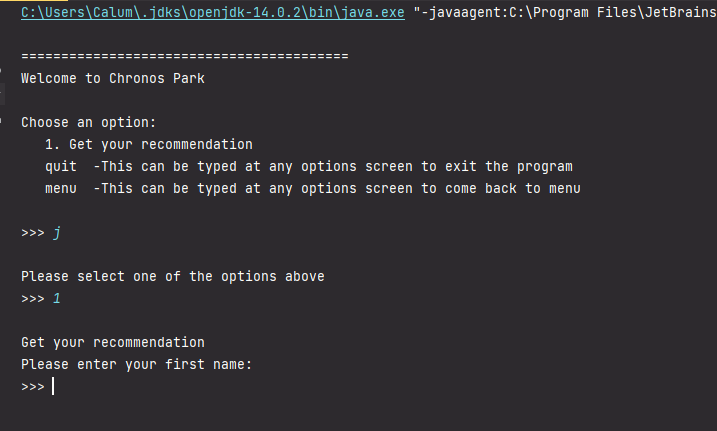 C:\Users\Calum\.jdks\openjdk-14.0.2\bin\java.exe "-javaagent:C:\Program Files\JetBrains
=========================================
Welcome to Chronos Park
Choose an option:
1. Get your recommendation
quit -This can be typed at any options screen to exit the program
menu -This can be typed at any options screen to come back to menu
>>> j
Please select one of the options above
>>> 1
Get your recommendation
Please enter your first name:
>>>